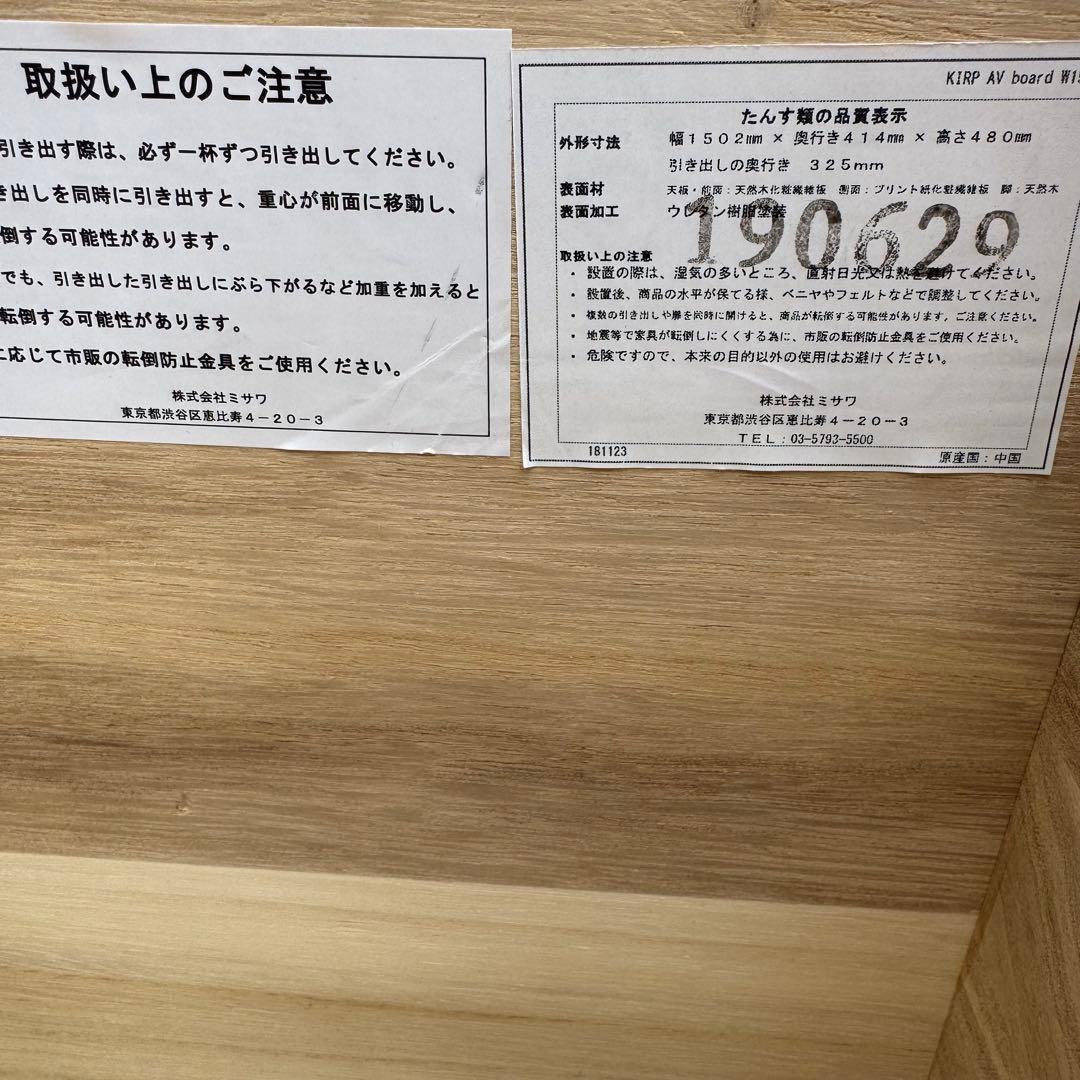 取扱い上のご注意
引き出す際は、必ず一杯ずつ引き出してください。
き出しを同時に引き出すと、重心が前面に移動し、
倒する可能性があります。
でも、引き出した引き出しにぶら下がるなど加重を加えると
転倒する可能性があります。
に応じて市販の転倒防止金具をご使用ください。
株式会社ミサワ
東京都渋谷区恵比寿4-20-3
KIRP AV board W15
たんす類の品質表示
外形寸法 幅1502mm × 奥行き414mm × 高さ480mm
引き出しの奥行き 325mm
表面材 天板・前面:天然木化粧繊維板 側面:プリント紙化粧繊維板 脚:天然木
表面加工 ウレタン樹脂塗装
190629
取扱い上の注意
・設置の際は、湿気の多いところ、直射日光又は熱を避けてください。
・設置後、商品の水平が保てる様、ベニヤやフェルトなどで調整してください。
・複数の引き出しや扉を同時に開けると、商品が転倒する可能性があります。ご注意ください。
・地震等で家具が転倒しにくくする為に、市販の転倒防止金具をご使用ください。
・危険ですので、本来の目的以外の使用はお避けください。
株式会社ミサワ
東京都渋谷区恵比寿4-20-3
TEL:03-5793-5500
181123
原産国:中国